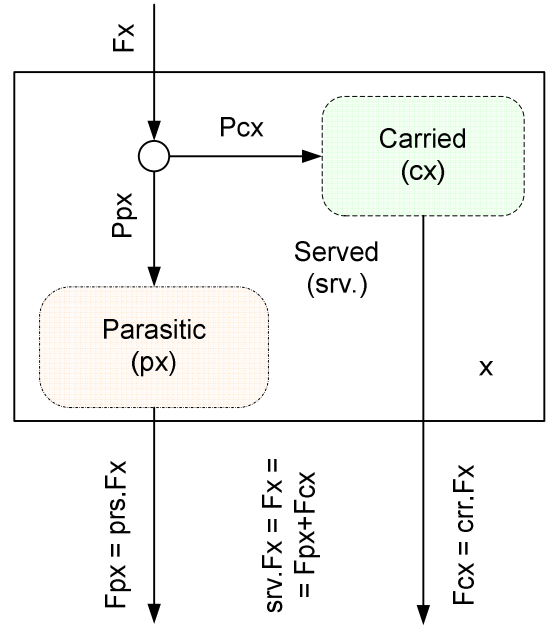 Fx
Pcx
Carried
(cx)
Ppx
Served
(srv.)
Parasitic
(px)
x
Fpx = prs.Fx
srv.Fx = Fx =
= Fpx+Fcx
Fcx = crr.Fx